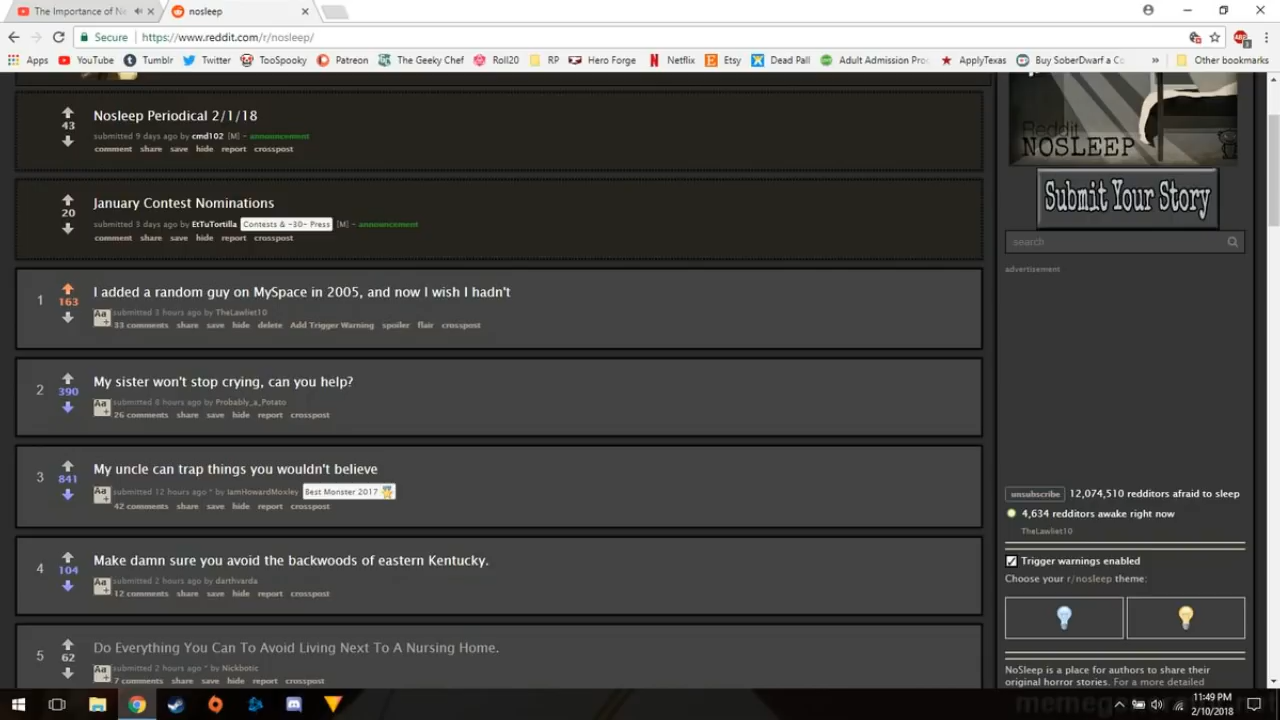 The Importance of Ne
nosleep
Secure
https://www.reddit.com/r/nosleep/
Apps YouTube Tumblr Twitter TooSpooky Patreon The Geeky Chef Roll20 RP Hero Forge Netflix Etsy Dead Pall Adult Admission Proc ApplyTexas Buy SoberDwarf a Co » Other bookmarks
Nosleep Periodical 2/1/18
43
submitted 9 days ago by cmd102 [M] - announcement
comment share save hide report crosspost
January Contest Nominations
20
submitted 3 days ago by EtTuTortilla Contests & -30- Press [M] - announcement
comment share save hide report crosspost
1
163
I added a random guy on MySpace in 2005, and now I wish I hadn't
Aa+
submitted 3 hours ago by TheLawliet10
33 comments share save hide delete Add Trigger Warning spoiler flair crosspost
2
390
My sister won't stop crying, can you help?
Aa+
submitted 8 hours ago by Probably_a_Potato
26 comments share save hide report crosspost
3
841
My uncle can trap things you wouldn't believe
Aa+
submitted 12 hours ago * by IamHowardMoxley Best Monster 2017
42 comments share save hide report crosspost
4
104
Make damn sure you avoid the backwoods of eastern Kentucky.
Aa+
submitted 2 hours ago by darthvarda
12 comments share save hide report crosspost
5
62
Do Everything You Can To Avoid Living Next To A Nursing Home.
Aa+
submitted 2 hours ago * by Nickbotic
7 comments share save hide report crosspost
Reddit
NOSLEEP
Submit Your Story
search
advertisement
unsubscribe 12,074,510 redditors afraid to sleep
4,634 redditors awake right now
TheLawliet10
Trigger warnings enabled
Choose your r/nosleep theme:
NoSleep is a place for authors to share their
original horror stories. For a more detailed
11:49 PM
2/10/2018